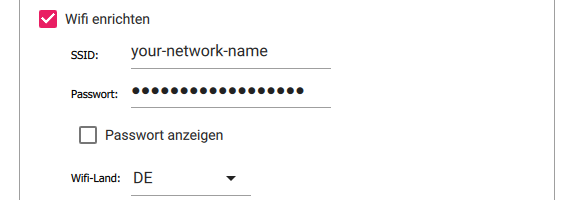 Wifi enrichten
SSID: your-network-name
Passwort: ••••••••••••••••••
Passwort anzeigen
Wifi-Land: DE